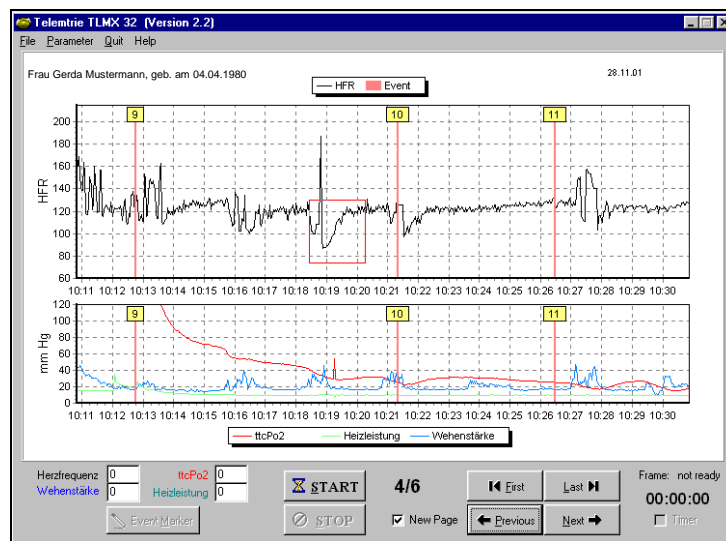 Telemtrie TLMX 32 (Version 2.2)
File Parameter Quit Help
Frau Gerda Mustermann, geb. am 04.04.1980
28.11.01
HFR Event
9 10 11
200
180
160
140
120
100
80
60
HFR
10:11 10:12 10:13 10:14 10:15 10:16 10:17 10:18 10:19 10:20 10:21 10:22 10:23 10:24 10:25 10:26 10:27 10:28 10:29 10:30
9 10 11
120
100
80
60
40
20
0
mm Hg
10:11 10:12 10:13 10:14 10:15 10:16 10:17 10:18 10:19 10:20 10:21 10:22 10:23 10:24 10:25 10:26 10:27 10:28 10:29 10:30
ttcPo2 Heizleistung Wehenstärke
Herzfrequenz 0 ttcPo2 0
Wehenstärke 0 Heizleistung 0
Event Marker
START
STOP
4/6
New Page
First Last
Previous Next
Frame: not ready
00:00:00
Timer